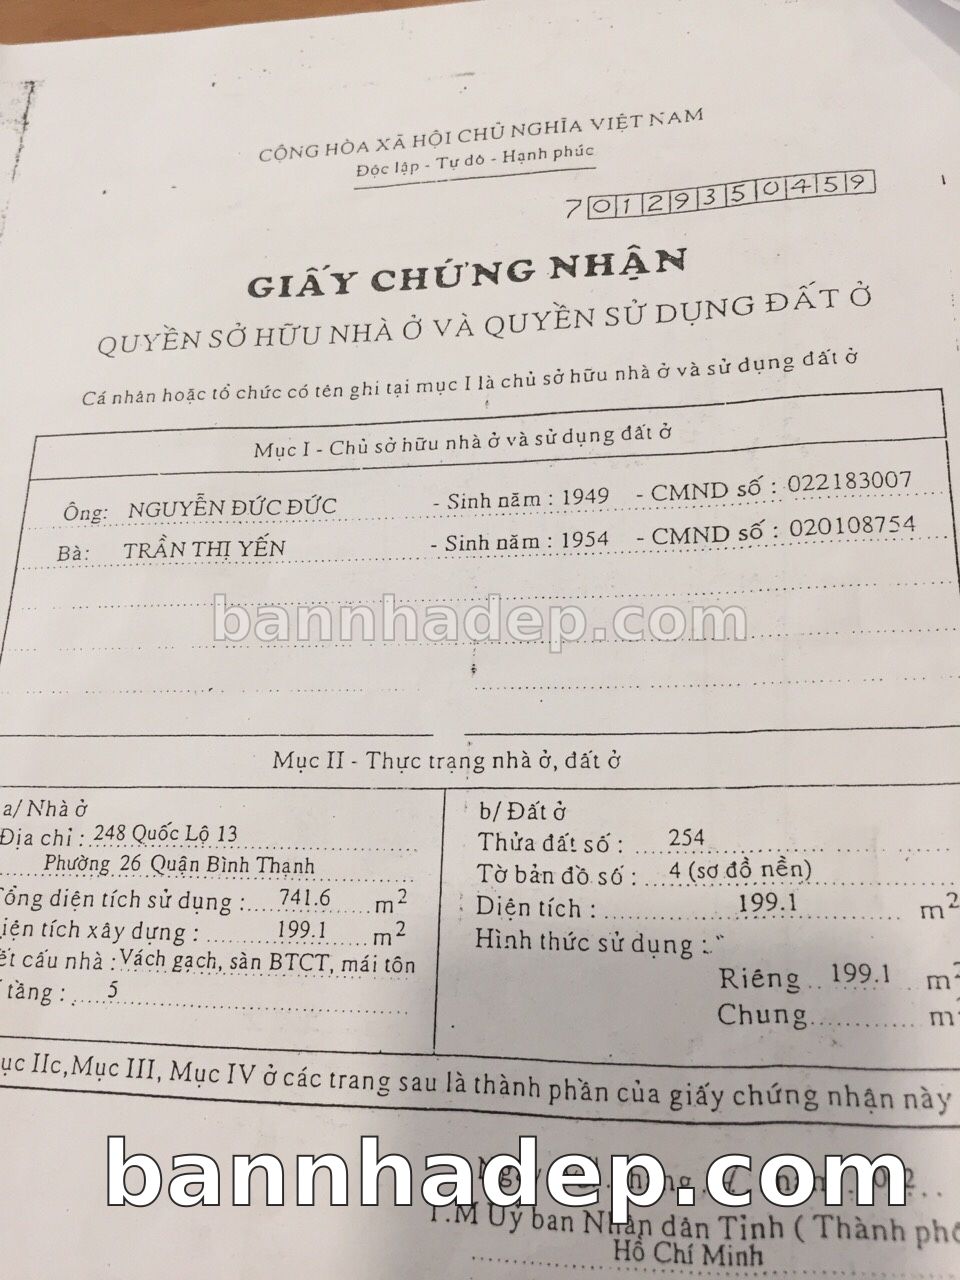 CỘNG HÒA XÃ HỘI CHỦ NGHĨA VIỆT NAM
Độc lập - Tự do - Hạnh phúc
70129350459
GIẤY CHỨNG NHẬN
QUYỀN SỞ HỮU NHÀ Ở VÀ QUYỀN SỬ DỤNG ĐẤT Ở
Cá nhân hoặc tổ chức có tên ghi tại mục I là chủ sở hữu nhà ở và sử dụng đất ở
Mục I - Chủ sở hữu nhà ở và sử dụng đất ở
Ông: NGUYỄN ĐỨC ĐỨC - Sinh năm : 1949 - CMND số : 022183007
Bà: TRẦN THỊ YẾN - Sinh năm : 1954 - CMND số : 020108754
bannhadep.com
Mục II - Thực trạng nhà ở, đất ở
a/ Nhà ở
Địa chỉ : 248 Quốc Lộ 13
Phường 26 Quận Bình Thạnh
Tổng diện tích sử dụng : 741.6 m2
iện tích xây dựng : 199.1 m2
ết cấu nhà : Vách gạch, sàn BTCT, mái tôn
tầng : 5
b/ Đất ở
Thửa đất số : 254
Tờ bản đồ số : 4 (sơ đồ nền)
Diện tích : 199.1 m2
Hình thức sử dụng :
Riêng 199.1 m2
Chung m
ục IIc, Mục III, Mục IV ở các trang sau là thành phần của giấy chứng nhận này
bannhadep.com
T.M Uỷ ban Nhân dân Tỉnh ( Thành phố
Hồ Chí Minh